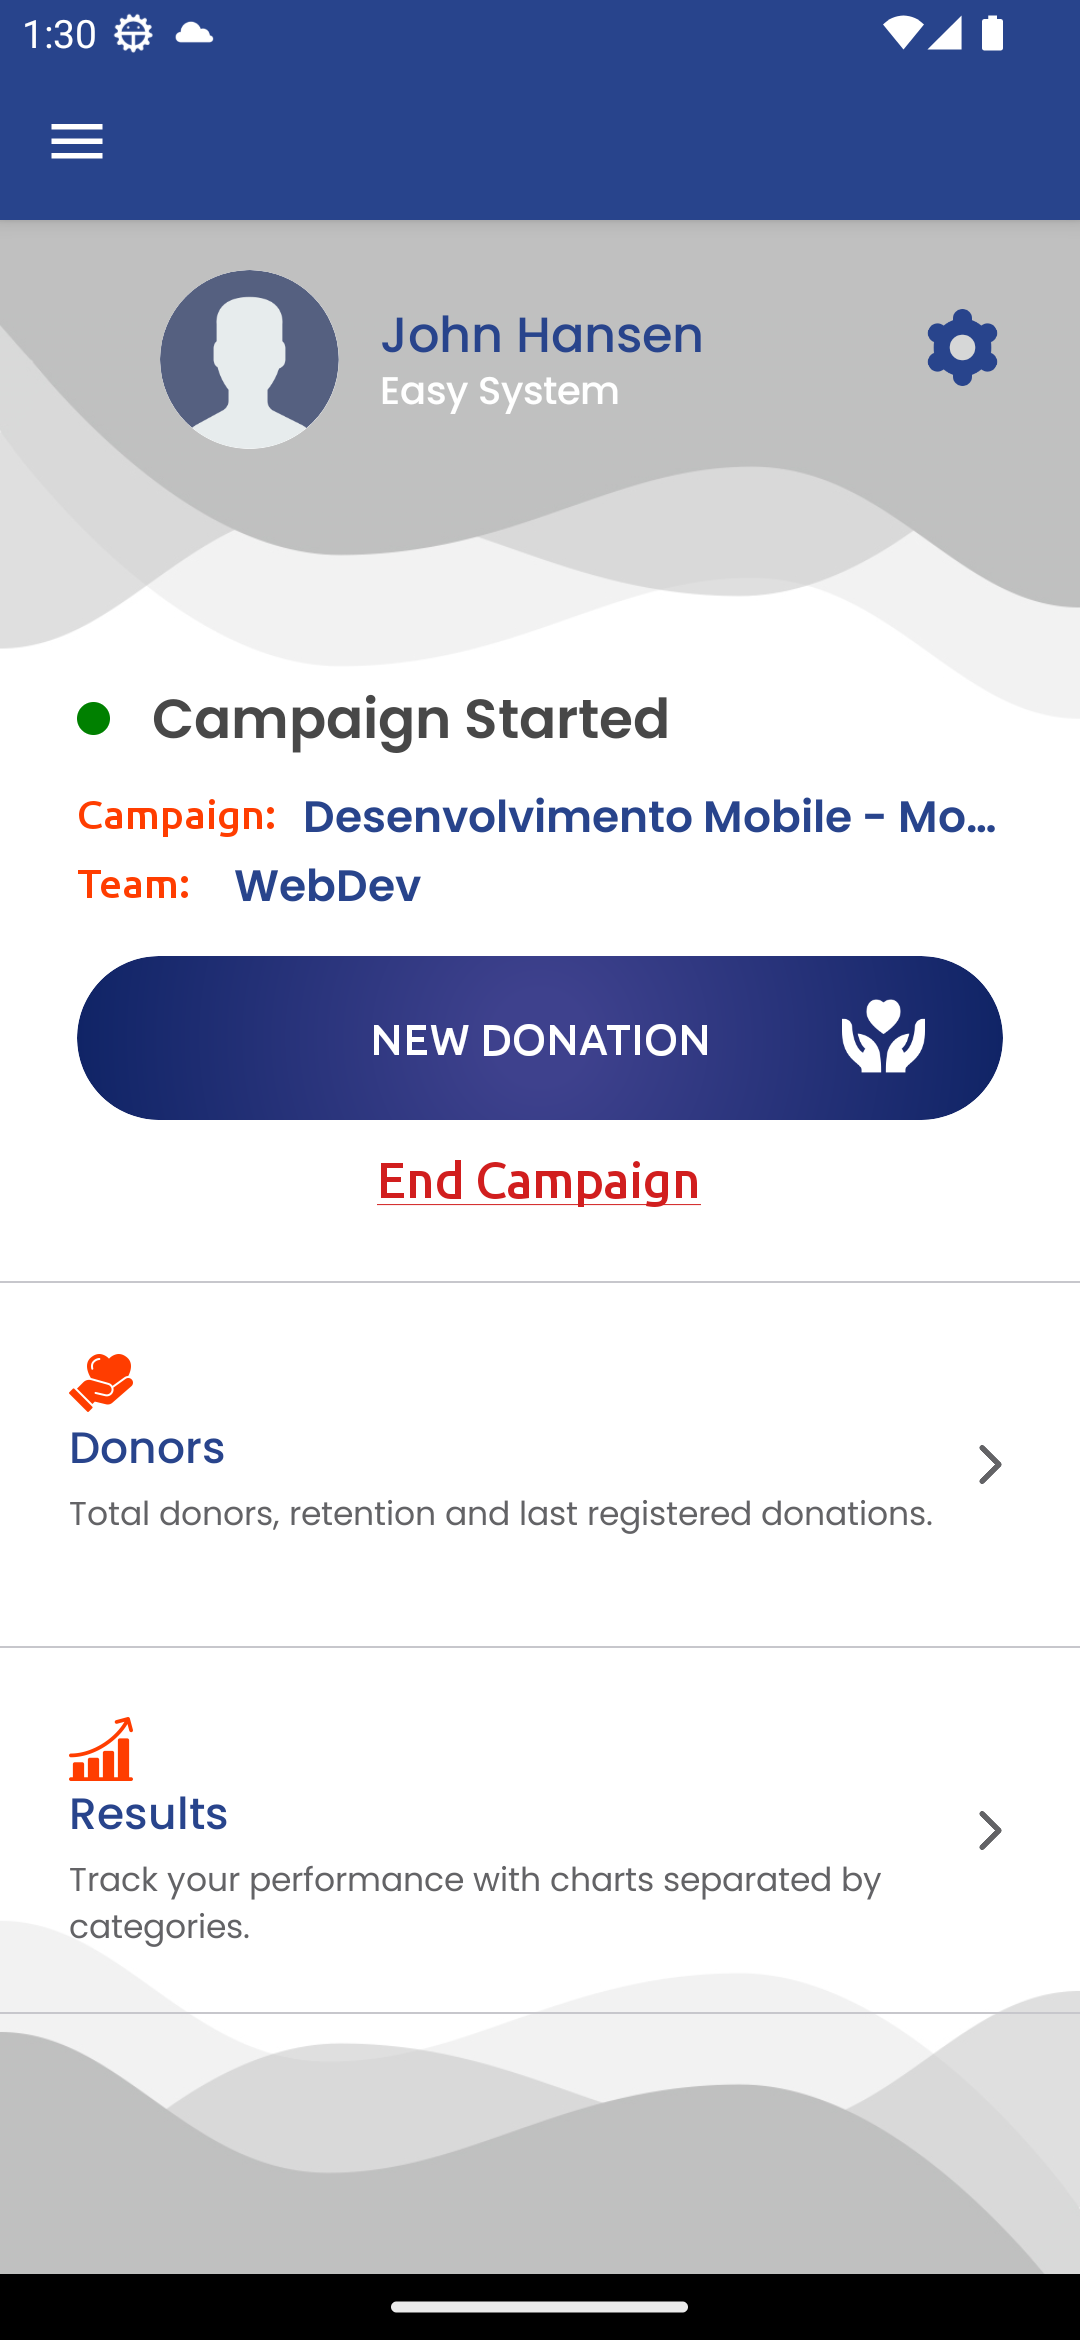 1:30
John Hansen
Easy System
Campaign Started
Campaign: Desenvolvimento Mobile - Mo...
Team: WebDev
NEW DONATION
End Campaign
Donors
Total donors, retention and last registered donations.
Results
Track your performance with charts separated by
categories.